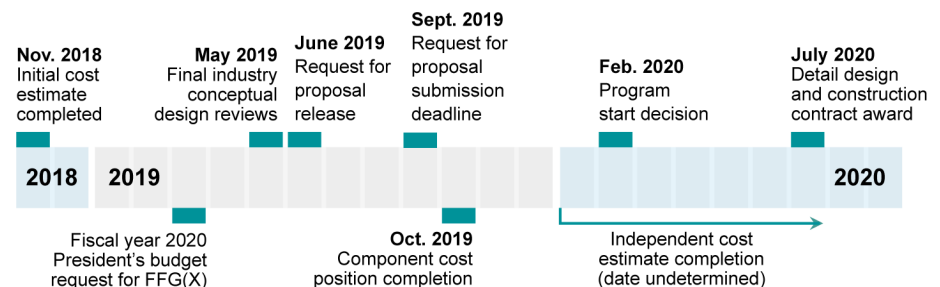 Nov. 2018
Initial cost
estimate
completed
May 2019
Final industry
conceptual
design reviews
June 2019
Request for
proposal
release
Sept. 2019
Request for
proposal
submission
deadline
Feb. 2020
Program
start decision
July 2020
Detail design
and construction
contract award
2018
2019
2020
Fiscal year 2020
President’s budget
request for FFG(X)
Oct. 2019
Component cost
position completion
Independent cost
estimate completion
(date undetermined)